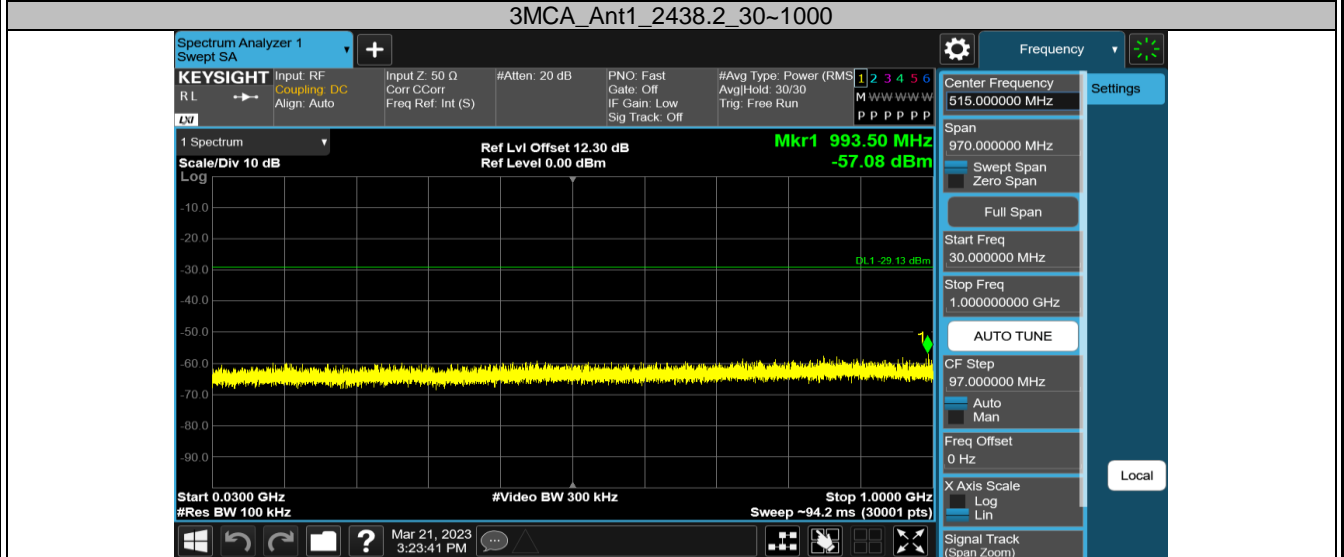 3MCA_Ant1_2438.2_30~1000
Spectrum Analyzer 1
Swept SA
+
Frequency
KEYSIGHT
RL
LXI
Input: RF
Coupling: DC
Align: Auto
Input Z: 50 Ω
Corr CCorr
Freq Ref: Int (S)
#Atten: 20 dB
PNO: Fast
Gate: Off
IF Gain: Low
Sig Track: Off
#Avg Type: Power (RMS
Avg|Hold: 30/30
Trig: Free Run
1 2 3 4 5 6
M W W W W W
P P P P P P
1 Spectrum
Scale/Div 10 dB
Log
Ref Lvl Offset 12.30 dB
Ref Level 0.00 dBm
Mkr1 993.50 MHz
-57.08 dBm
-10.0
-20.0
DL1 -29.13 dBm
-30.0
-40.0
-50.0
1
-60.0
-70.0
-80.0
-90.0
Start 0.0300 GHz
#Video BW 300 kHz
Stop 1.0000 GHz
#Res BW 100 kHz
Sweep ~94.2 ms (30001 pts)
Center Frequency
515.000000 MHz
Settings
Span
970.000000 MHz
Swept Span
Zero Span
Full Span
Start Freq
30.000000 MHz
Stop Freq
1.000000000 GHz
AUTO TUNE
CF Step
97.000000 MHz
Auto
Man
Freq Offset
0 Hz
Local
X Axis Scale
Log
Lin
Signal Track
(Span Zoom)
?
Mar 21, 2023
3:23:41 PM